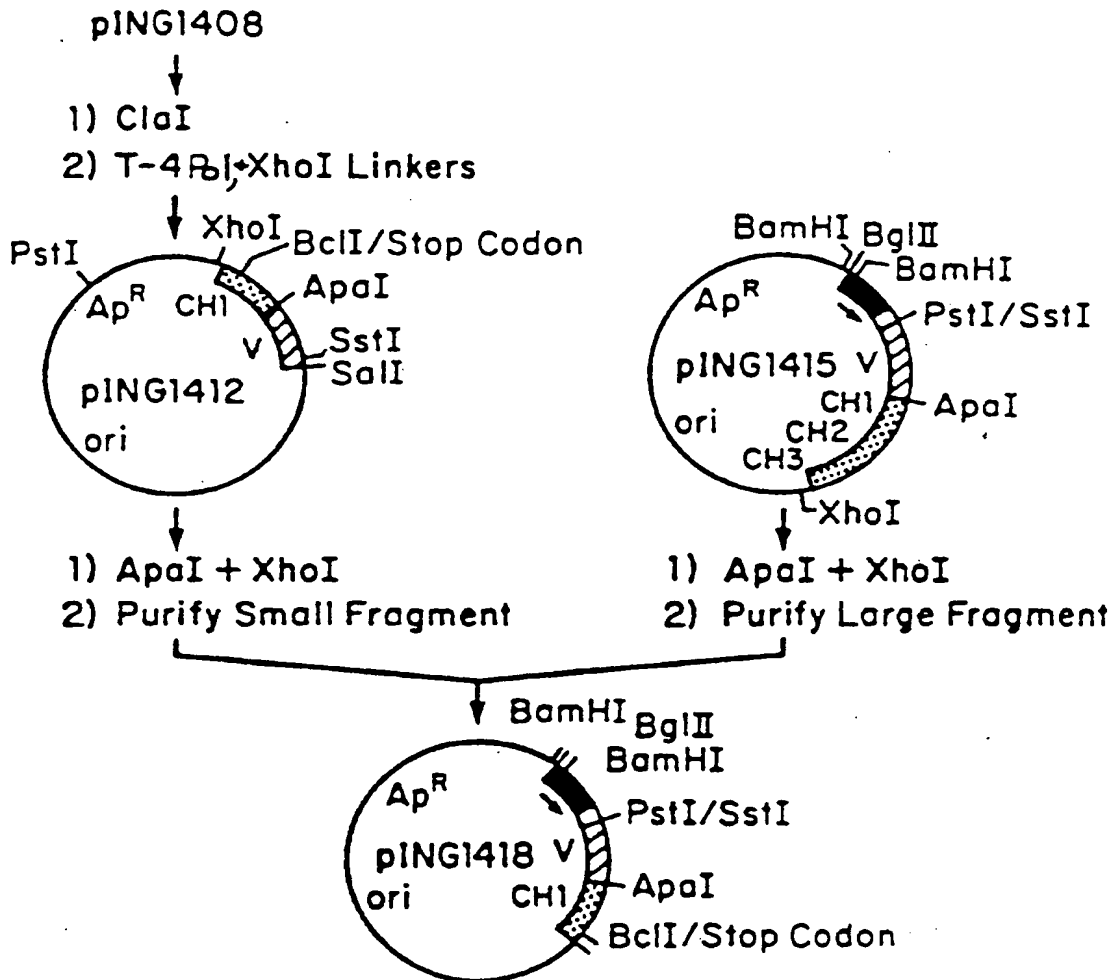 pING1408
1) ClaI
2) T-4 Pol,+XhoI Linkers
PstI
XhoI
BclI/Stop Codon
ApaI
SstI
SalI
Ap^R
CH1
V
pING1412
ori
BamHI
BglII
BamHI
PstI/SstI
Ap^R
pING1415
V
CH1
CH2
CH3
ApaI
ori
XhoI
1) ApaI + XhoI
2) Purify Small Fragment
1) ApaI + XhoI
2) Purify Large Fragment
BamHI
BglII
BamHI
PstI/SstI
Ap^R
pING1418
V
ori
CH1
ApaI
BclI/Stop Codon